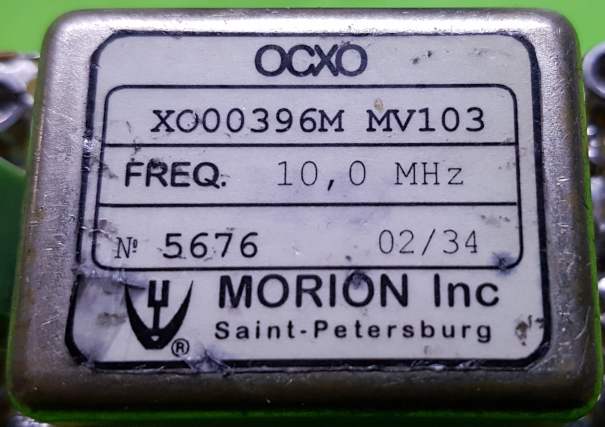 OCXO
XO00396M MV103
FREQ. 10,0 MHz
№ 5676 02/34
MORION Inc
Saint-Petersburg
®